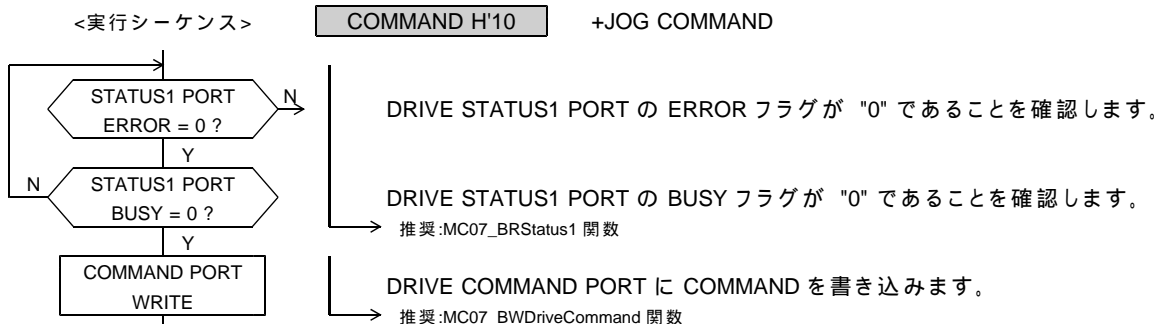 <実行シーケンス>
COMMAND H'10
+JOG COMMAND
STATUS1 PORT
ERROR = 0 ?
N
DRIVE STATUS1 PORT の ERROR フラグが "0" であることを確認します。
Y
N
STATUS1 PORT
BUSY = 0 ?
DRIVE STATUS1 PORT の BUSY フラグが "0" であることを確認します。
推奨:MC07_BRStatus1 関数
Y
COMMAND PORT
WRITE
DRIVE COMMAND PORT に COMMAND を書き込みます。
推奨:MC07_BWDriveCommand 関数